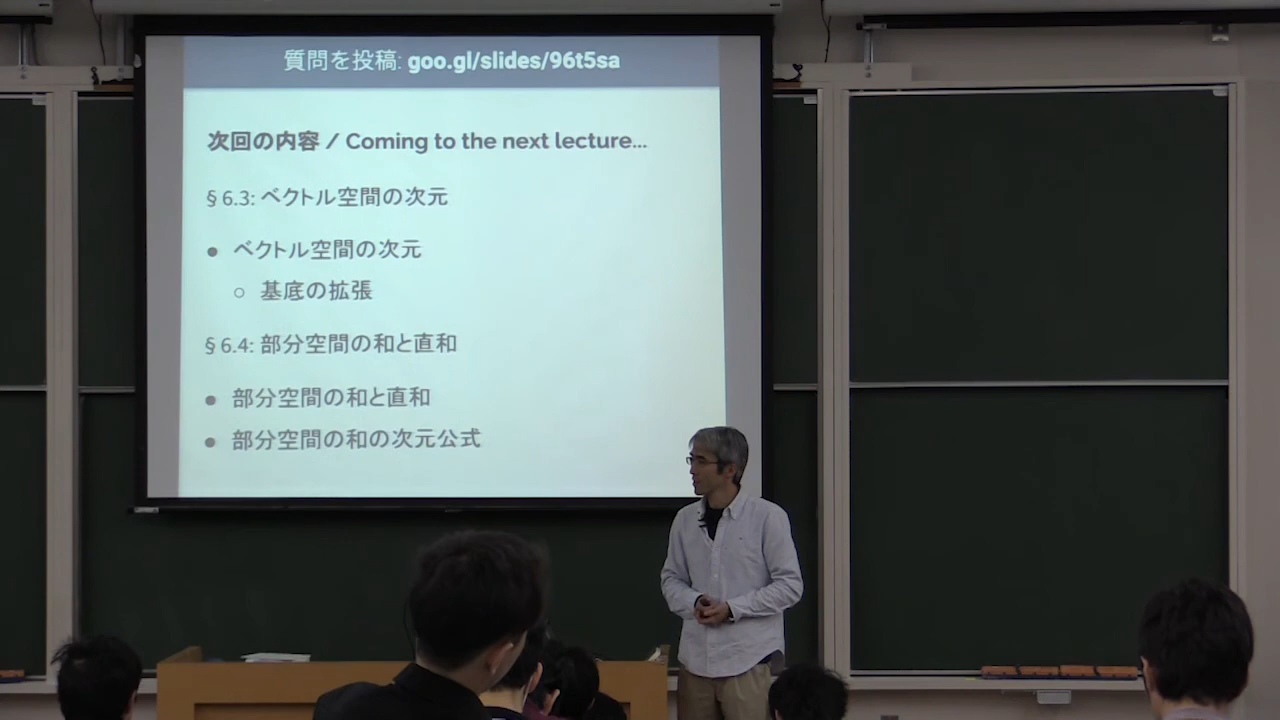 質問を投稿: goo.gl/slides/96t5sa
次回の内容 / Coming to the next lecture...
§ 6.3: ベクトル空間の次元
● ベクトル空間の次元
○ 基底の拡張
§ 6.4: 部分空間の和と直和
● 部分空間の和と直和
● 部分空間の和の次元公式